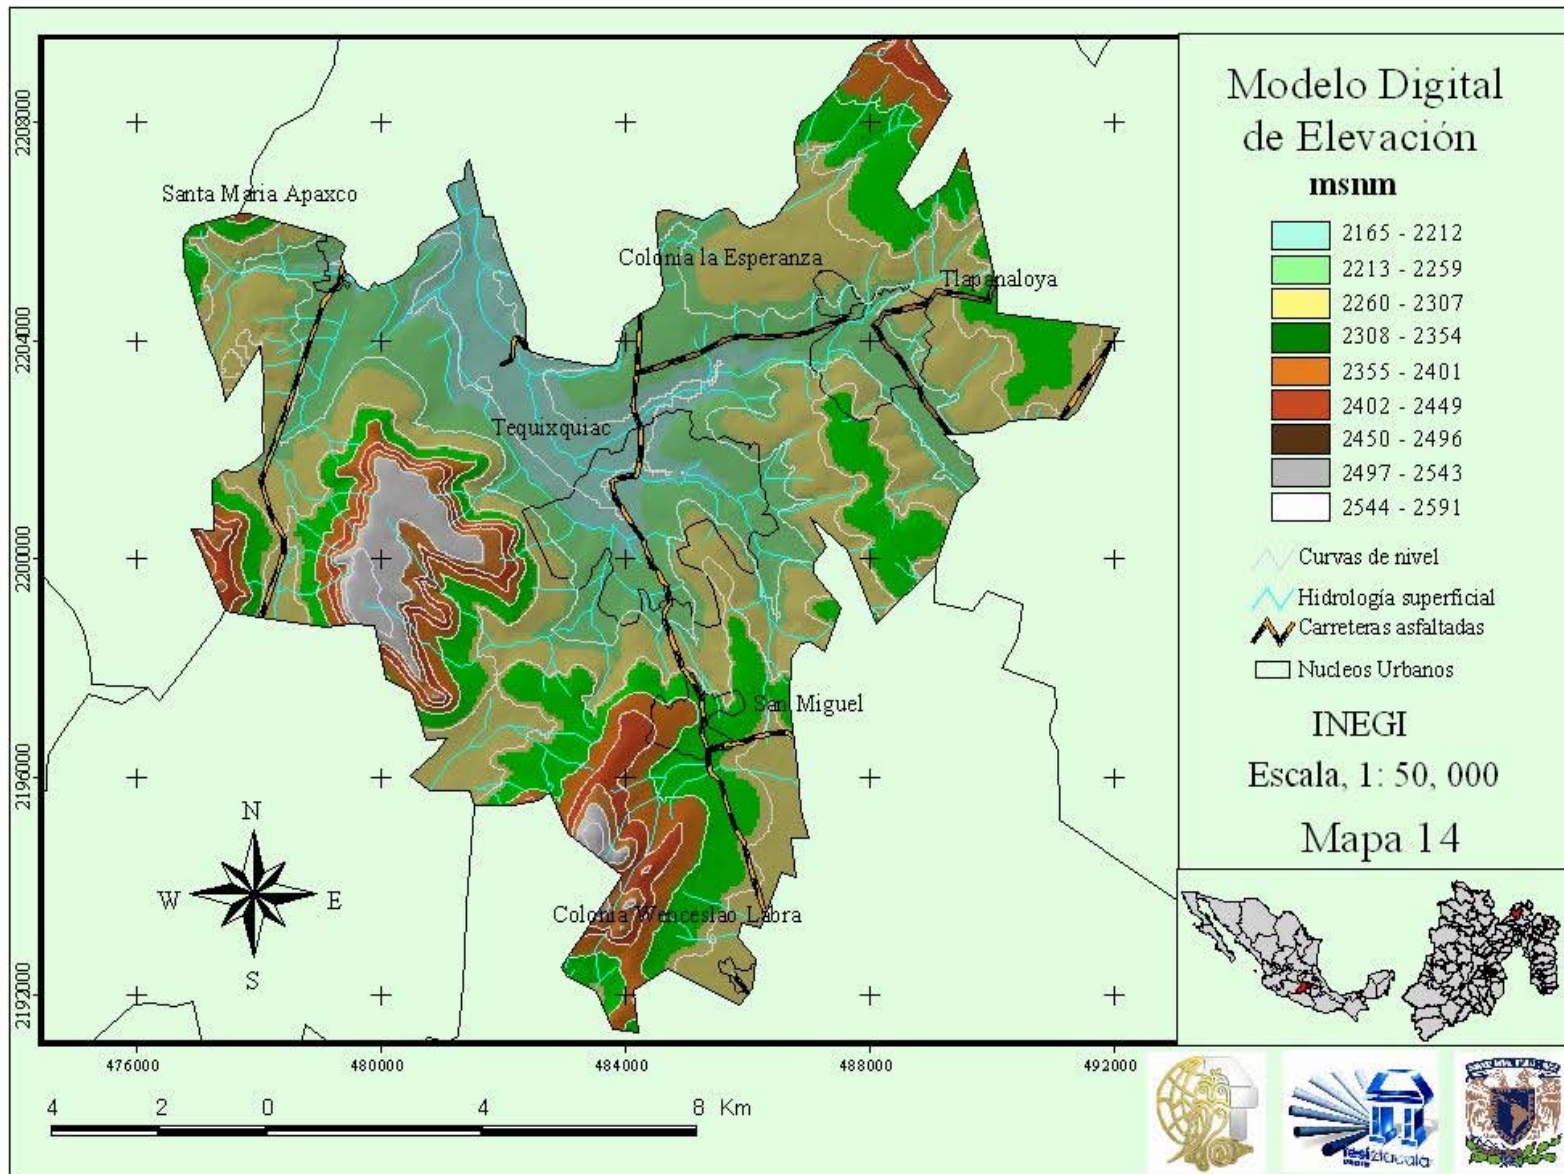 Modelo Digital
de Elevación
msnm
2165 - 2212
2213 - 2259
2260 - 2307
2308 - 2354
2355 - 2401
2402 - 2449
2450 - 2496
2497 - 2543
2544 - 2591
Curvas de nivel
Hidrología superficial
Carreteras asfaltadas
Nucleos Urbanos
INEGI
Escala, 1: 50, 000
Mapa 14
Santa Maria Apaxco
Colonia la Esperanza
Tlapanaloya
Tequixquiac
San Miguel
Colonia Wenceslao Labra
N
W E
S
2208000
2204000
2200000
2196000
2192000
476000 480000 484000 488000 492000
4 2 0 4 8 Km